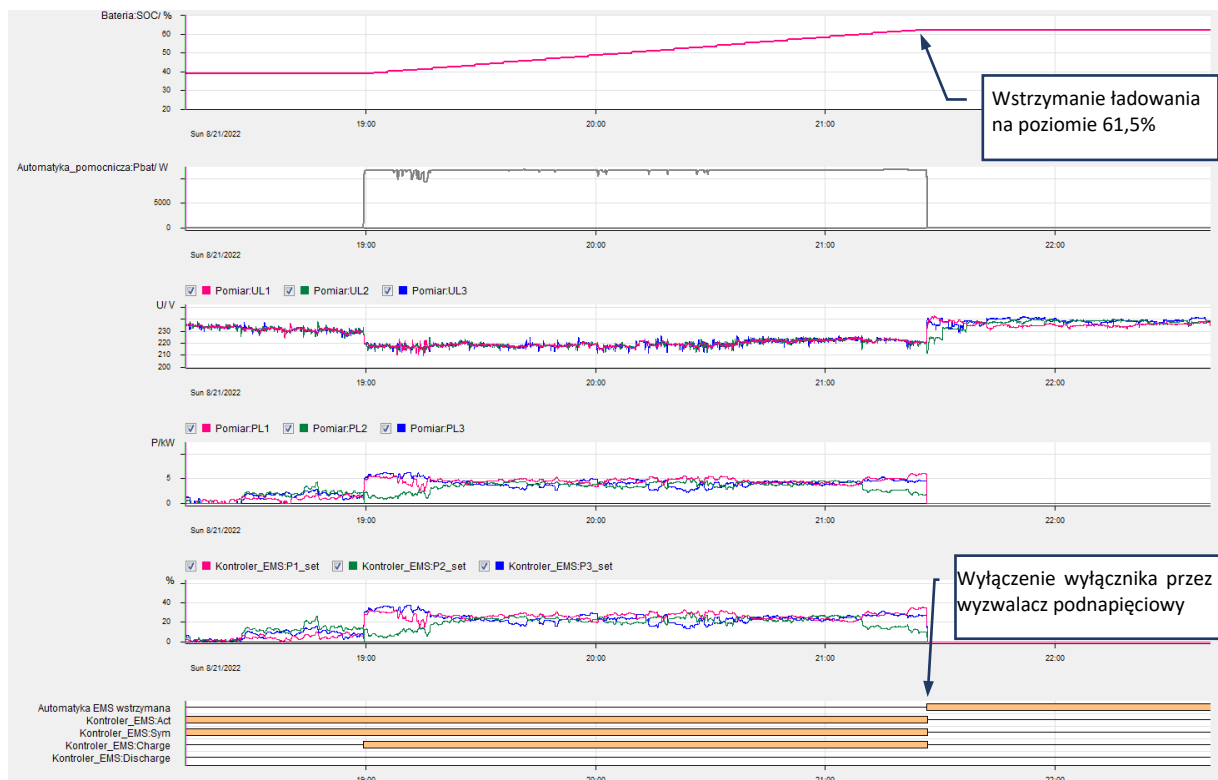 Bateria:SOC/ %
60
50
40
30
20
19:00 20:00 21:00 22:00
Sun 8/21/2022
Wstrzymanie ładowania
na poziomie 61,5%
Automatyka_pomocnicza:Pbat/ W
5000
0
19:00 20:00 21:00 22:00
Sun 8/21/2022
Pomiar:UL1 Pomiar:UL2 Pomiar:UL3
U/ V
230
220
210
200
19:00 20:00 21:00 22:00
Sun 8/21/2022
Pomiar:PL1 Pomiar:PL2 Pomiar:PL3
P/kW
5
0
19:00 20:00 21:00 22:00
Sun 8/21/2022
Kontroler_EMS:P1_set Kontroler_EMS:P2_set Kontroler_EMS:P3_set
%
40
20
0
19:00 20:00 21:00 22:00
Sun 8/21/2022
Wyłączenie wyłącznika przez
wyzwalacz podnapięciowy
Automatyka EMS wstrzymana
Kontroler_EMS:Act
Kontroler_EMS:Sym
Kontroler_EMS:Charge
Kontroler_EMS:Discharge
19:00 20:00 21:00 22:00